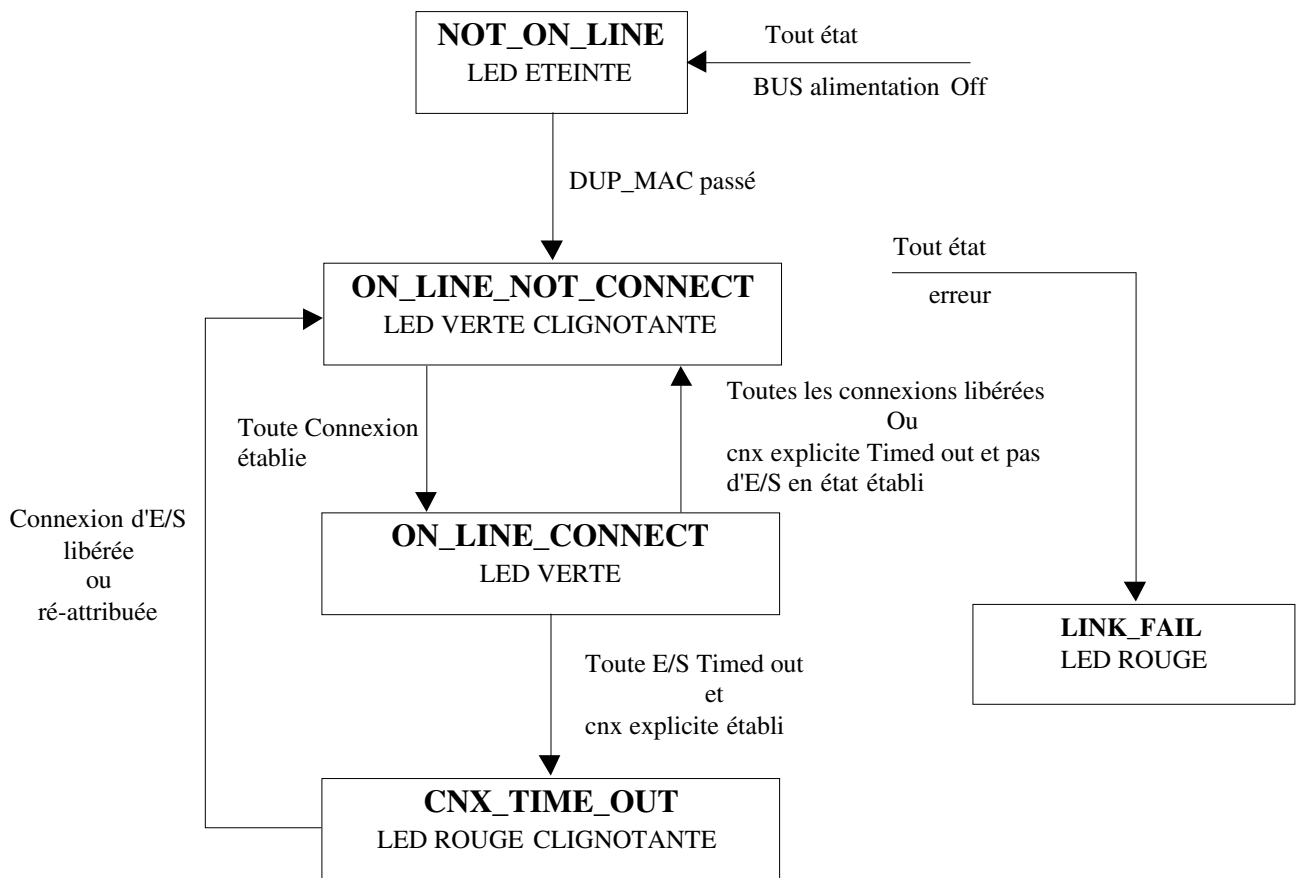 NOT_ON_LINE
LED ETEINTE
Tout état
BUS alimentation Off
DUP_MAC passé
Tout état
erreur
ON_LINE_NOT_CONNECT
LED VERTE CLIGNOTANTE
Toute Connexion
établie
Toutes les connexions libérées
Ou
cnx explicite Timed out et pas
d'E/S en état établi
Connexion d'E/S
libérée
ou
ré-attribuée
ON_LINE_CONNECT
LED VERTE
LINK_FAIL
LED ROUGE
Toute E/S Timed out
et
cnx explicite établi
CNX_TIME_OUT
LED ROUGE CLIGNOTANTE